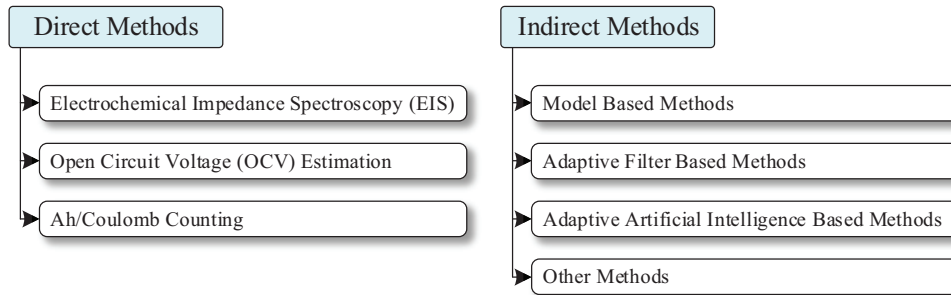 Direct Methods
Electrochemical Impedance Spectroscopy (EIS)
Open Circuit Voltage (OCV) Estimation
Ah/Coulomb Counting
Indirect Methods
Model Based Methods
Adaptive Filter Based Methods
Adaptive Artificial Intelligence Based Methods
Other Methods